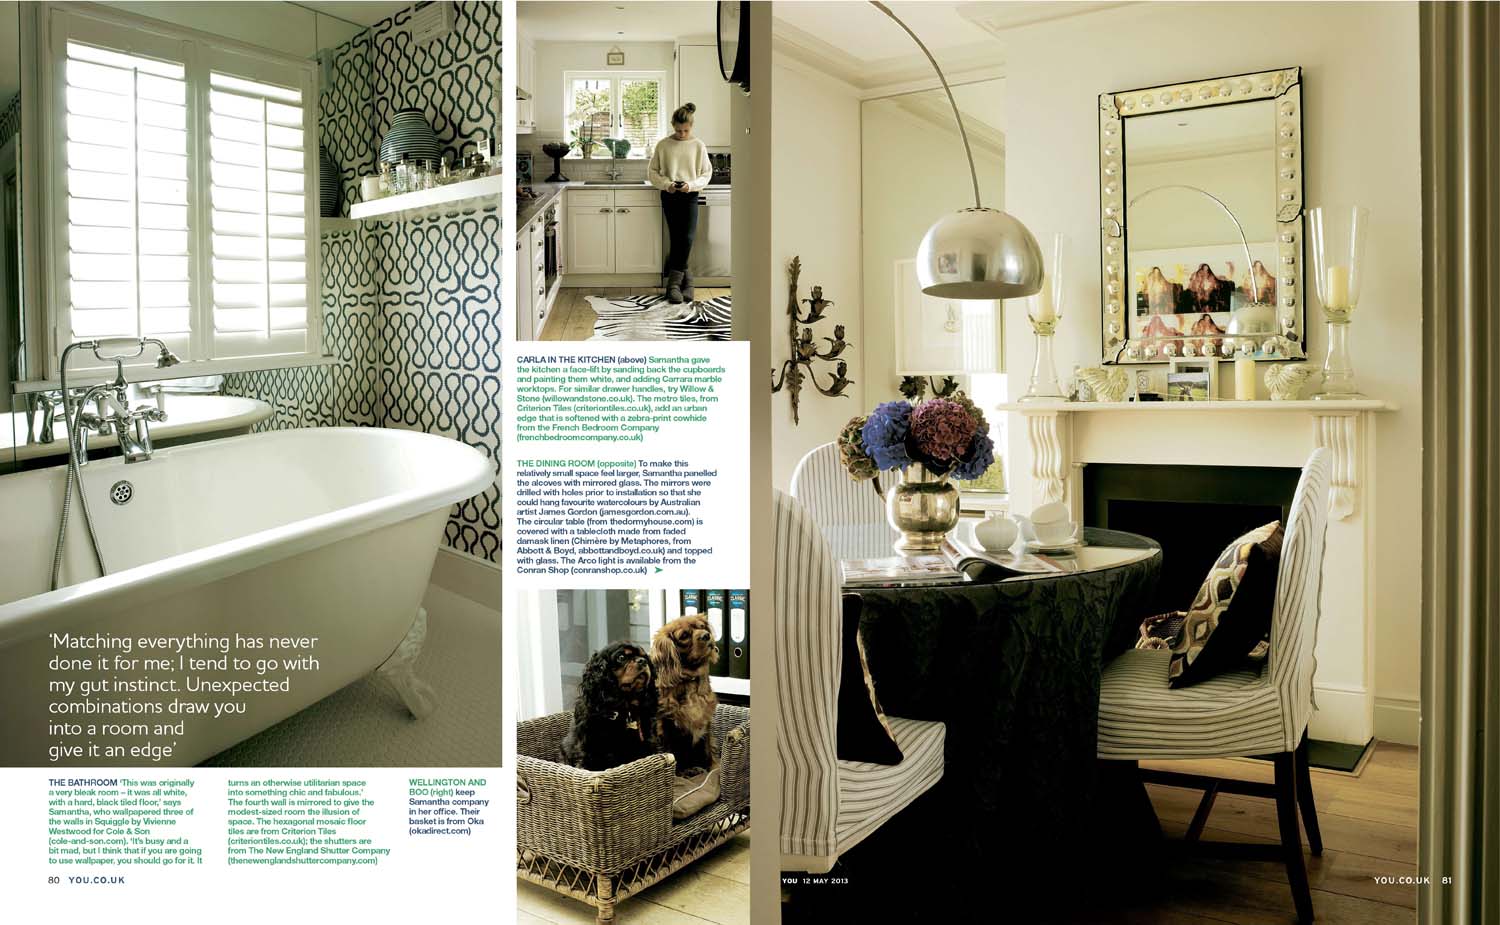 ‘Matching everything has never
done it for me; I tend to go with
my gut instinct. Unexpected
combinations draw you
into a room and
give it an edge’
THE BATHROOM ‘This was originally
a very bleak room – it was all white,
with a hard, black tiled floor,’ says
Samantha, who wallpapered three of
the walls in Squiggle by Vivienne
Westwood for Cole & Son
(cole-and-son.com). ‘It’s busy and a
bit mad, but I think that if you are going
to use wallpaper, you should go for it. It
turns an otherwise utilitarian space
into something chic and fabulous.’
The fourth wall is mirrored to give the
modest-sized room the illusion of
space. The hexagonal mosaic floor
tiles are from Criterion Tiles
(criteriontiles.co.uk); the shutters are
from The New England Shutter Company
(thenewenglandshuttercompany.com)
WELLINGTON AND
BOO (right) keep
Samantha company
in her office. Their
basket is from Oka
(okadirect.com)
80 YOU.CO.UK
CARLA IN THE KITCHEN (above) Samantha gave
the kitchen a face-lift by sanding back the cupboards
and painting them white, and adding Carrara marble
worktops. For similar drawer handles, try Willow &
Stone (willowandstone.co.uk). The metro tiles, from
Criterion Tiles (criteriontiles.co.uk), add an urban
edge that is softened with a zebra-print cowhide
from the French Bedroom Company
(frenchbedroomcompany.co.uk)
THE DINING ROOM (opposite) To make this
relatively small space feel larger, Samantha panelled
the alcoves with mirrored glass. The mirrors were
drilled with holes prior to installation so that she
could hang favourite watercolours by Australian
artist James Gordon (jamesgordon.com.au).
The circular table (from thedormyhouse.com) is
covered with a tablecloth made from faded
damask linen (Chimère by Metaphores, from
Abbott & Boyd, abbottandboyd.co.uk) and topped
with glass. The Arco light is available from the
Conran Shop (conranshop.co.uk)
CLASSIC CLASSIC CLASSIC
YOU 12 MAY 2013
YOU.CO.UK 81